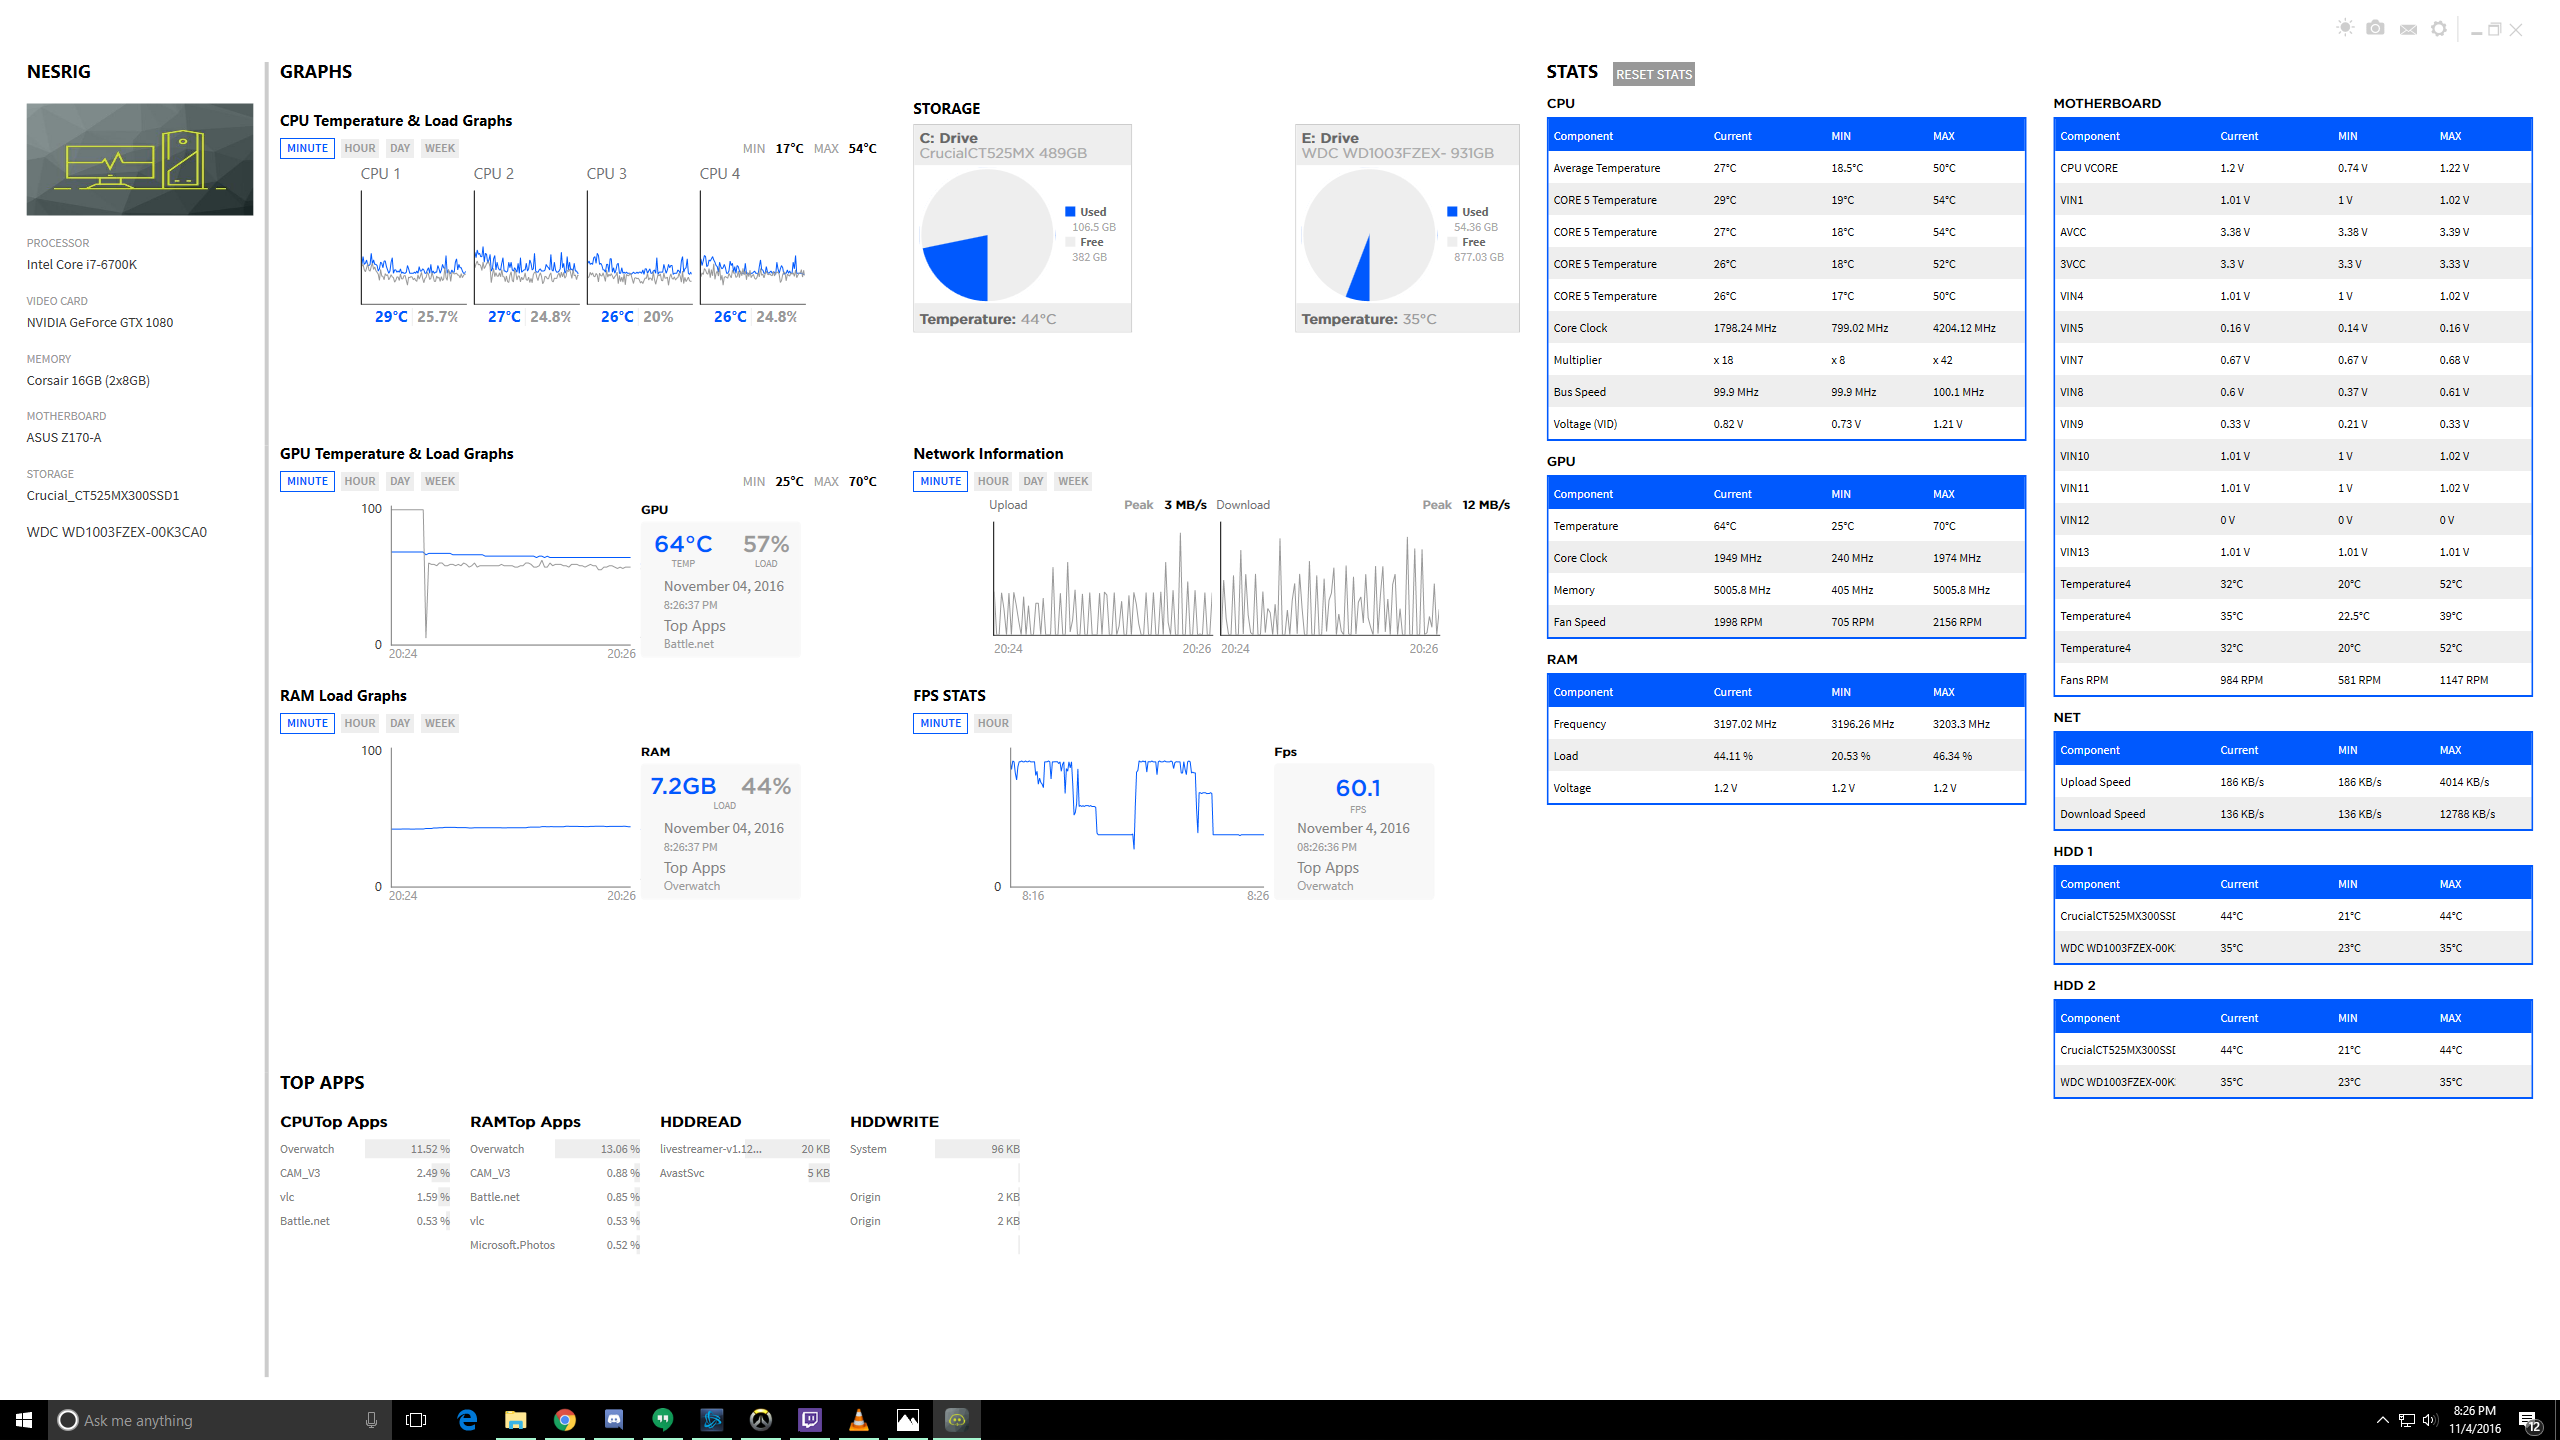 NESRIG
PROCESSOR
Intel Core i7-6700K
VIDEO CARD
NVIDIA GeForce GTX 1080
MEMORY
Corsair 16GB (2x8GB)
MOTHERBOARD
ASUS Z170-A
STORAGE
Crucial_CT525MX300SSD1
WDC WD1003FZEX-00K3CA0
GRAPHS
CPU Temperature & Load Graphs
MINUTE HOUR DAY WEEK MIN 17°C MAX 54°C
CPU 1 CPU 2 CPU 3 CPU 4
29°C 25.7% 27°C 24.8% 26°C 20% 26°C 24.8%
STORAGE
C: Drive
CrucialCT525MX 489GB
Used
106.5 GB
Free
382 GB
Temperature: 44°C
E: Drive
WDC WD1003FZEX- 931GB
Used
54.36 GB
Free
877.03 GB
Temperature: 35°C
GPU Temperature & Load Graphs
MINUTE HOUR DAY WEEK MIN 25°C MAX 70°C
100
0
20:24 20:26
GPU
64°C 57%
TEMP LOAD
November 04, 2016
8:26:37 PM
Top Apps
Battle.net
Network Information
MINUTE HOUR DAY WEEK
Upload Peak 3 MB/s Download Peak 12 MB/s
20:24 20:26 20:24 20:26
RAM Load Graphs
MINUTE HOUR DAY WEEK
100
0
20:24 20:26
RAM
7.2GB 44%
LOAD
November 04, 2016
8:26:37 PM
Top Apps
Overwatch
FPS STATS
MINUTE HOUR
0
8:16 8:26
Fps
60.1
FPS
November 4, 2016
08:26:36 PM
Top Apps
Overwatch
TOP APPS
CPUTop Apps
Overwatch 11.52 %
CAM_V3 2.49 %
vlc 1.59 %
Battle.net 0.53 %
RAMTop Apps
Overwatch 13.06 %
CAM_V3 0.88 %
Battle.net 0.85 %
vlc 0.53 %
Microsoft.Photos 0.52 %
HDDREAD
livestreamer-v1.12... 20 KB
AvastSvc 5 KB
HDDWRITE
System 96 KB
Origin 2 KB
Origin 2 KB
STATS RESET STATS
CPU
Component Current MIN MAX
Average Temperature 27°C 18.5°C 50°C
CORE 5 Temperature 29°C 19°C 54°C
CORE 5 Temperature 27°C 18°C 54°C
CORE 5 Temperature 26°C 18°C 52°C
CORE 5 Temperature 26°C 17°C 50°C
Core Clock 1798.24 MHz 799.02 MHz 4204.12 MHz
Multiplier x 18 x 8 x 42
Bus Speed 99.9 MHz 99.9 MHz 100.1 MHz
Voltage (VID) 0.82 V 0.73 V 1.21 V
GPU
Component Current MIN MAX
Temperature 64°C 25°C 70°C
Core Clock 1949 MHz 240 MHz 1974 MHz
Memory 5005.8 MHz 405 MHz 5005.8 MHz
Fan Speed 1998 RPM 705 RPM 2156 RPM
RAM
Component Current MIN MAX
Frequency 3197.02 MHz 3196.26 MHz 3203.3 MHz
Load 44.11 % 20.53 % 46.34 %
Voltage 1.2 V 1.2 V 1.2 V
MOTHERBOARD
Component Current MIN MAX
CPU VCORE 1.2 V 0.74 V 1.22 V
VIN1 1.01 V 1 V 1.02 V
AVCC 3.38 V 3.38 V 3.39 V
3VCC 3.3 V 3.3 V 3.33 V
VIN4 1.01 V 1 V 1.02 V
VIN5 0.16 V 0.14 V 0.16 V
VIN7 0.67 V 0.67 V 0.68 V
VIN8 0.6 V 0.37 V 0.61 V
VIN9 0.33 V 0.21 V 0.33 V
VIN10 1.01 V 1 V 1.02 V
VIN11 1.01 V 1 V 1.02 V
VIN12 0 V 0 V 0 V
VIN13 1.01 V 1.01 V 1.01 V
Temperature4 32°C 20°C 52°C
Temperature4 35°C 22.5°C 39°C
Temperature4 32°C 20°C 52°C
Fans RPM 984 RPM 581 RPM 1147 RPM
NET
Component Current MIN MAX
Upload Speed 186 KB/s 186 KB/s 4014 KB/s
Download Speed 136 KB/s 136 KB/s 12788 KB/s
HDD 1
Component Current MIN MAX
CrucialCT525MX300SSD 44°C 21°C 44°C
WDC WD1003FZEX-00K 35°C 23°C 35°C
HDD 2
Component Current MIN MAX
CrucialCT525MX300SSD 44°C 21°C 44°C
WDC WD1003FZEX-00K 35°C 23°C 35°C
Ask me anything
8:26 PM
11/4/2016
12